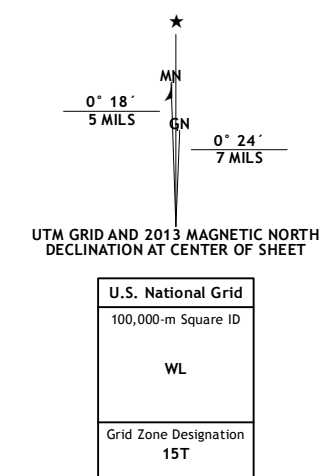 ★
MN
0° 18´
5 MILS
GN
0° 24´
7 MILS
UTM GRID AND 2013 MAGNETIC NORTH
DECLINATION AT CENTER OF SHEET
U.S. National Grid
100,000-m Square ID
WL
Grid Zone Designation
15T